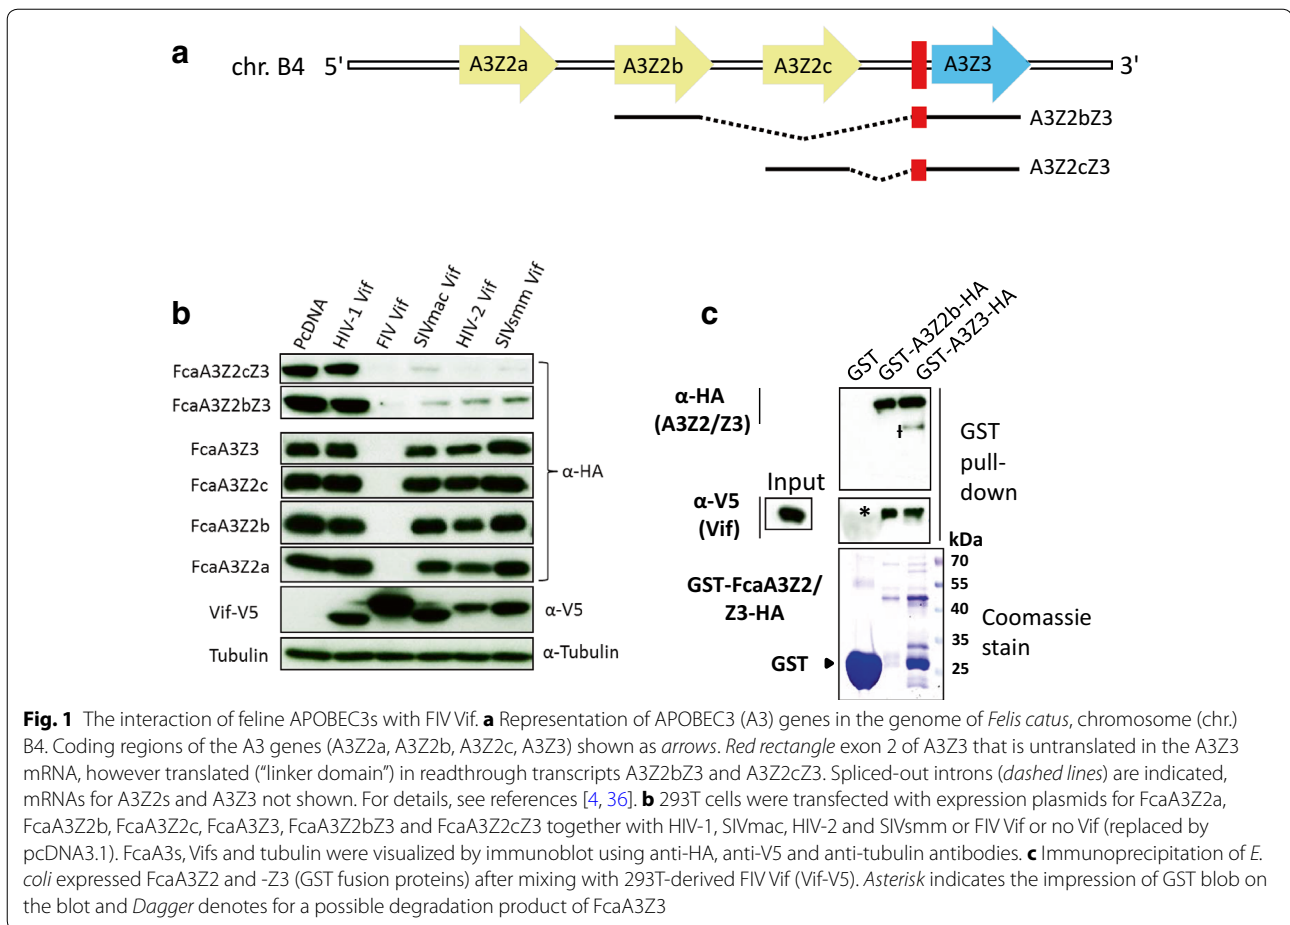 a
chr. B4 5' A3Z2a A3Z2b A3Z2c A3Z3 3'
A3Z2bZ3
A3Z2cZ3
b
PcDNA
HIV-1 Vif
FIV Vif
SIVmac Vif
HIV-2 Vif
SIVsmm Vif
FcaA3Z2cZ3
FcaA3Z2bZ3
FcaA3Z3
FcaA3Z2c
FcaA3Z2b
FcaA3Z2a
α-HA
Vif-V5
α-V5
Tubulin
α-Tubulin
c
GST
GST-A3Z2b-HA
GST-A3Z3-HA
α-HA
(A3Z2/Z3)
†
GST
pull-
down
Input
α-V5
(Vif)
*
kDa
70
55
40
35
25
GST-FcaA3Z2/
Z3-HA
GST
Coomassie
stain
Fig. 1 The interaction of feline APOBEC3s with FIV Vif. a Representation of APOBEC3 (A3) genes in the genome of Felis catus, chromosome (chr.)
B4. Coding regions of the A3 genes (A3Z2a, A3Z2b, A3Z2c, A3Z3) shown as arrows. Red rectangle exon 2 of A3Z3 that is untranslated in the A3Z3
mRNA, however translated (“linker domain”) in readthrough transcripts A3Z2bZ3 and A3Z2cZ3. Spliced-out introns (dashed lines) are indicated,
mRNAs for A3Z2s and A3Z3 not shown. For details, see references [4, 36]. b 293T cells were transfected with expression plasmids for FcaA3Z2a,
FcaA3Z2b, FcaA3Z2c, FcaA3Z3, FcaA3Z2bZ3 and FcaA3Z2cZ3 together with HIV-1, SIVmac, HIV-2 and SIVsmm or FIV Vif or no Vif (replaced by
pcDNA3.1). FcaA3s, Vifs and tubulin were visualized by immunoblot using anti-HA, anti-V5 and anti-tubulin antibodies. c Immunoprecipitation of E.
coli expressed FcaA3Z2 and -Z3 (GST fusion proteins) after mixing with 293T-derived FIV Vif (Vif-V5). Asterisk indicates the impression of GST blob on
the blot and Dagger denotes for a possible degradation product of FcaA3Z3